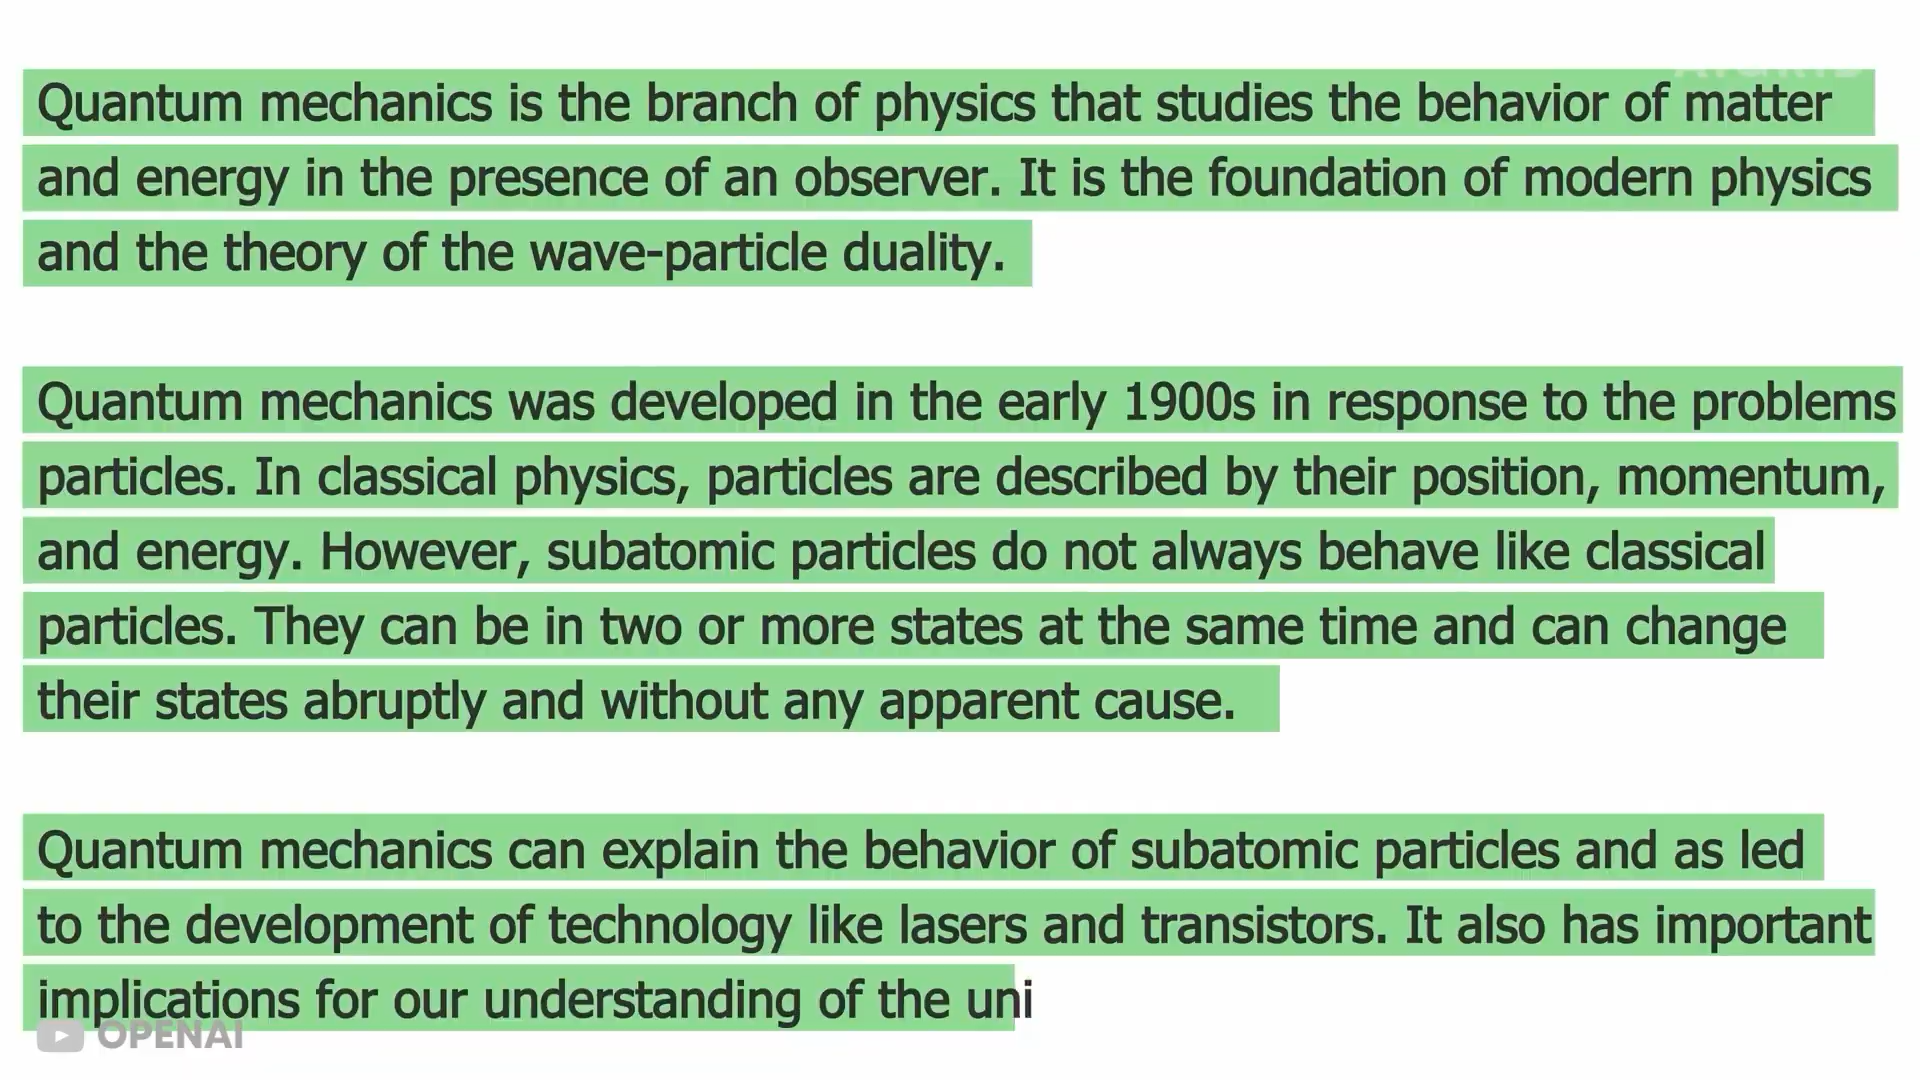 Quantum mechanics is the branch of physics that studies the behavior of matter
and energy in the presence of an observer. It is the foundation of modern physics
and the theory of the wave-particle duality.
Quantum mechanics was developed in the early 1900s in response to the problems
particles. In classical physics, particles are described by their position, momentum,
and energy. However, subatomic particles do not always behave like classical
particles. They can be in two or more states at the same time and can change
their states abruptly and without any apparent cause.
Quantum mechanics can explain the behavior of subatomic particles and as led
to the development of technology like lasers and transistors. It also has important
implications for our understanding of the uni
OPENAI